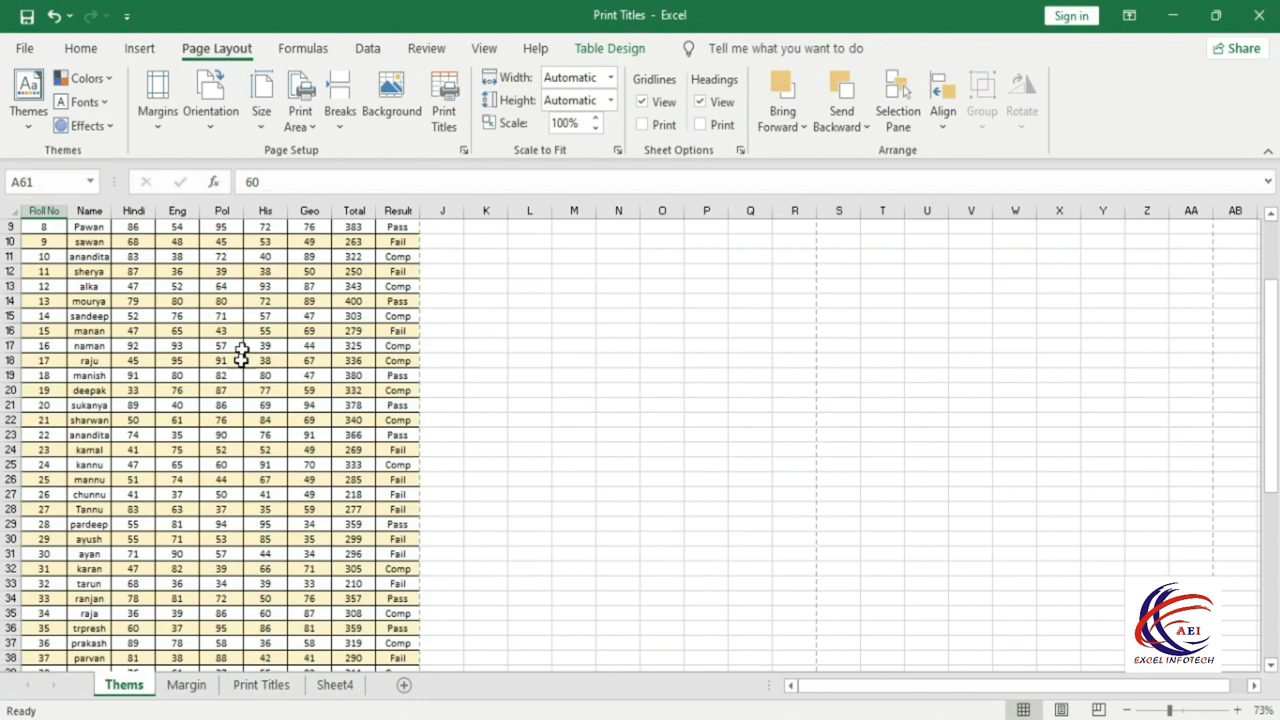 Print Titles - Excel
Sign in
File Home Insert Page Layout Formulas Data Review View Help Table Design Tell me what you want to do Share
Themes
Colors
Fonts
Effects
Margins Orientation Size Print Area Breaks Background Print Titles
Width: Automatic
Height: Automatic
Scale: 100%
Gridlines
View
Print
Headings
View
Print
Bring Forward Send Backward Selection Pane Align Group Rotate
Themes Page Setup Scale to Fit Sheet Options Arrange
A61 fx 60
Roll No Name Hindi Eng Pol His Geo Total Result J K L M N O P Q R S T U V W X Y Z AA AB
9 8 Pawan 86 54 95 72 76 383 Pass
10 9 sawan 68 48 45 53 49 263 Fail
11 10 anandita 83 38 72 40 89 322 Comp
12 11 sherya 87 36 39 38 50 250 Fail
13 12 alka 47 52 64 93 87 343 Comp
14 13 mourya 79 80 80 72 89 400 Pass
15 14 sandeep 52 76 71 57 47 303 Comp
16 15 manan 47 65 43 55 69 279 Fail
17 16 naman 92 93 57 39 44 325 Comp
18 17 raju 45 95 91 38 67 336 Comp
19 18 manish 91 80 82 80 47 380 Pass
20 19 deepak 33 76 87 77 59 332 Comp
21 20 sukanya 89 40 86 69 94 378 Pass
22 21 sharwan 50 61 76 84 69 340 Comp
23 22 anandita 74 35 90 76 91 366 Pass
24 23 kamal 41 75 52 52 49 269 Fail
25 24 kannu 47 65 60 91 70 333 Comp
26 25 mannu 51 74 44 67 49 285 Fail
27 26 chunnu 41 37 50 41 49 218 Fail
28 27 Tannu 83 63 37 35 59 277 Fail
29 28 pardeep 55 81 94 95 34 359 Pass
30 29 ayush 55 71 53 85 35 299 Fail
31 30 ayan 71 90 57 44 34 296 Fail
32 31 karan 47 82 39 66 71 305 Comp
33 32 tarun 68 36 34 39 33 210 Fail
34 33 ranjan 78 81 72 50 76 357 Pass
35 34 raja 36 39 86 60 87 308 Comp
36 35 trpresh 60 37 95 86 81 359 Pass
37 36 prakash 89 78 58 36 58 319 Comp
38 37 parvan 81 38 88 42 41 290 Fail
AEI
EXCEL INFOTECH
Thems Margin Print Titles Sheet4
Ready 73%